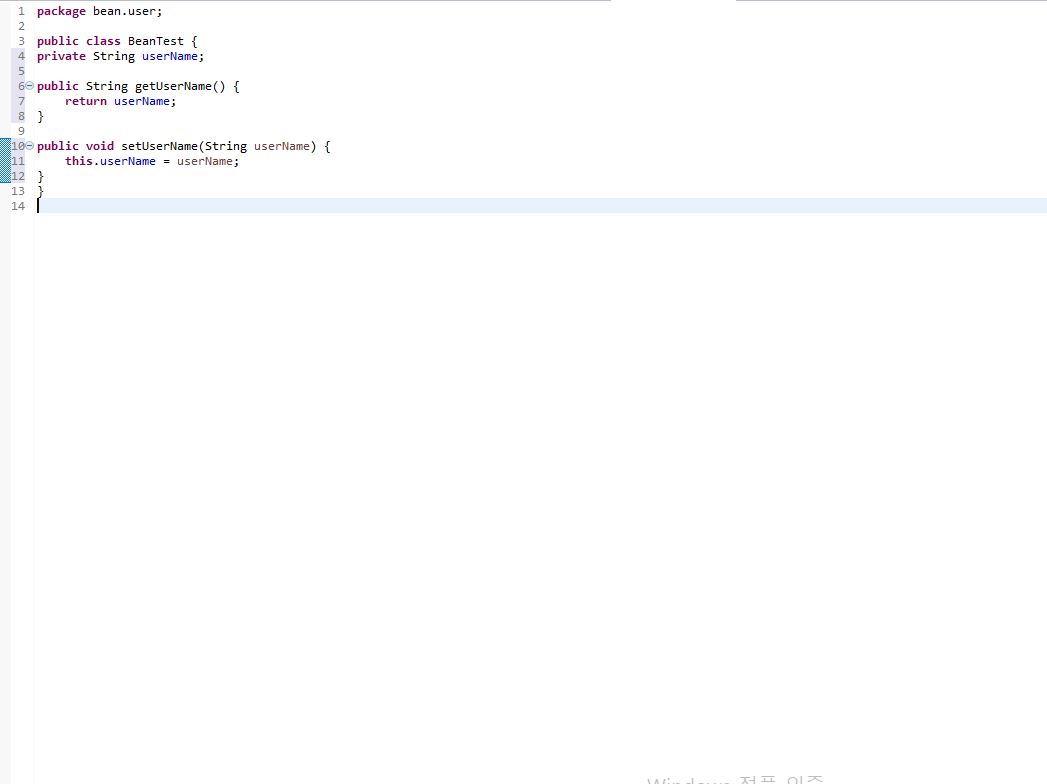 1 package bean.user;
2
3 public class BeanTest {
4 private String userName;
5
6 public String getUserName() {
7     return userName;
8 }
9
10 public void setUserName(String userName) {
11     this.userName = userName;
12 }
13 }
14
Windows 정품 인증